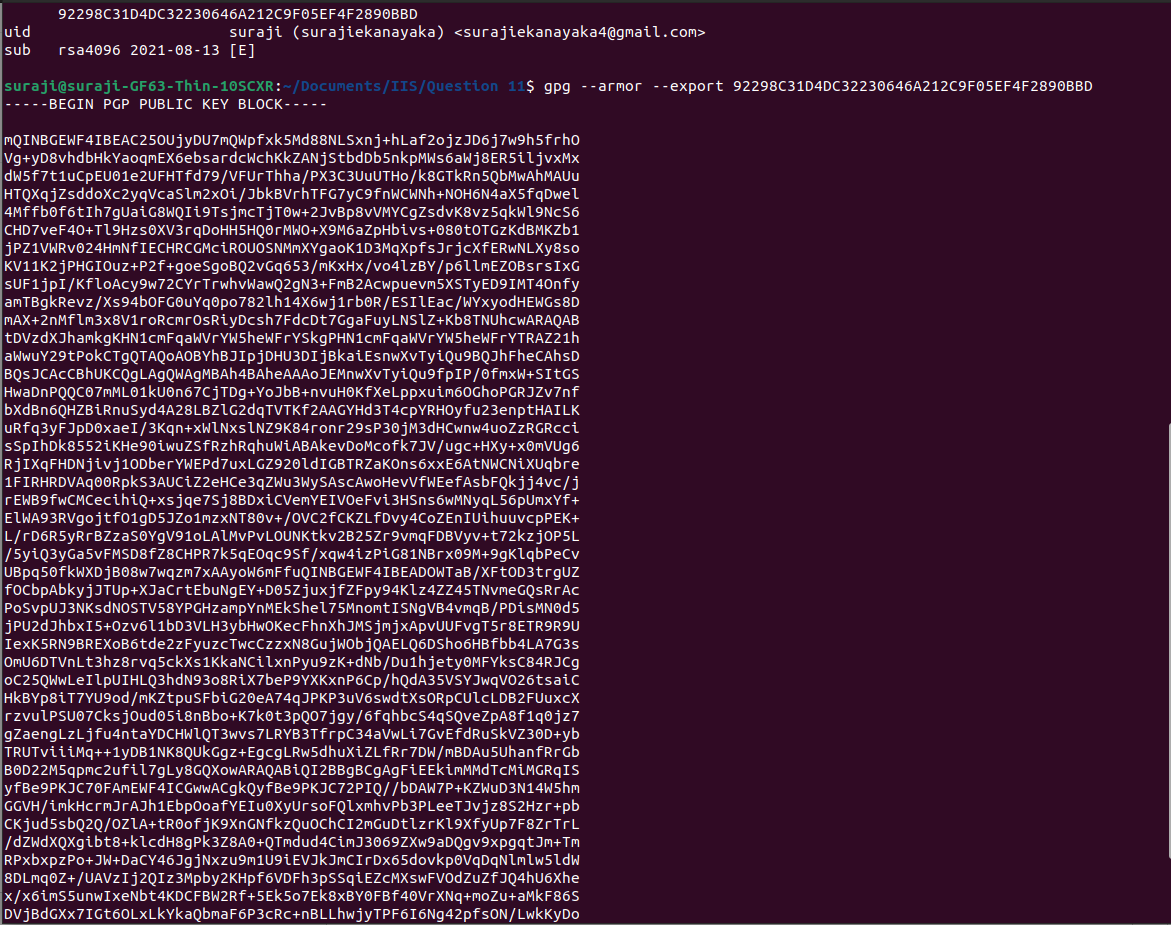 92298C31D4DC32230646A212C9F05EF4F2890BBD
uid suraji (surajiekanayaka) <surajiekanayaka4@gmail.com>
sub rsa4096 2021-08-13 [E]
suraji@suraji-GF63-Thin-10SCXR:~/Documents/IIS/Question 11$ gpg --armor --export 92298C31D4DC32230646A212C9F05EF4F2890BBD
-----BEGIN PGP PUBLIC KEY BLOCK-----
mQINBGEWF4IBEAC25OUjyDU7mQWpfxk5Md88NLSxnj+hLaf2ojzJD6j7w9h5frhO
Vg+yD8vhdbHkYaoqmEX6ebsardcWchKkZANjStbdDb5nkpMWs6aWj8ER5iljvxMx
dW5f7t1uCpEU01e2UFHTfd79/VFUrThha/PX3C3UuUTHo/k8GTkRn5QbMwAhMAUu
HTQXqjZsddoXc2yqVcaSlm2xOi/JbkBVrhTFG7yC9fnWCWNh+NOH6N4aX5fqDwel
4Mffb0f6tIh7gUaiG8WQIi9TsjmcTjT0w+2JvBp8vVMYCgZsdvK8vz5qkWl9NcS6
CHD7veF4O+Tl9Hzs0XV3rqDoHH5HQ0rMWO+X9M6aZpHbivs+080tOTGzKdBMKZb1
jPZ1VWRv024HmNfIECHRCGMciROUOSNMmXYgaoK1D3MqXpfsJrjcXfERwNLXy8so
KV11K2jPHGIOuz+P2f+goeSgoBQ2vGq653/mKxHx/vo4lzBY/p6llmEZOBsrsIxG
sUF1jpI/KfloAcy9w72CYrTrwhvWawQ2gN3+FmB2Acwpuevm5XSTyED9IMT4Onfy
amTBgkRevz/Xs94bOFG0uYq0po782lh14X6wj1rb0R/ESIlEac/WYxyodHEWGs8D
mAX+2nMflm3x8V1roRcmrOsRiyDcsh7FdcDt7GgaFuyLNSlZ+Kb8TNUhcwARAQAB
tDVzdXJhamkgKHN1cmFqaWVrYW5heWFrYSkgPHN1cmFqaWVrYW5heWFrYTRAZ21h
aWwuY29tPokCTgQTAQoAOBYhBJIpjDHU3DIjBkaiEsnwXvTyiQu9BQJhFheCAhsD
BQsJCAcCBhUKCQgLAgQWAgMBAh4BAheAAAoJEMnwXvTyiQu9fpIP/0fmxW+SItGS
HwaDnPQQC07mML01kU0n67CjTDg+YoJbB+nvuH0KfXeLppxuim6OGhoPGRJZv7nf
bXdBn6QHZBiRnuSyd4A28LBZlG2dqTVTKf2AAGYHd3T4cpYRHOyfu23enptHAILK
uRfq3yFJpD0xaeI/3Kqn+xWlNxslNZ9K84ronr29sP30jM3dHCwnw4uoZzRGRcci
sSpIhDk8552iKHe90iwuZSfRzhRqhuWiABAkevDoMcofk7JV/ugc+HXy+x0mVUg6
RjIXqFHDNjivj1ODberYWEPd7uxLGZ920ldIGBTRZaKOns6xxE6AtNWCNiXUqbre
1FIRHRDVAq00RpkS3AUCiZ2eHCe3qZWu3WySAscAwoHevVfWEefAsbFQkjj4vc/j
rEWB9fwCMCecihiQ+xsjqe7Sj8BDxiCVemYEIVOeFvi3HSns6wMNyqL56pUmxYf+
ElWA93RVgojtfO1gD5JZo1mzxNT80v+/OVC2fCKZLfDvy4CoZEnIUihuuvcpPEK+
L/rD6R5yRrBZzaS0YgV91oLAlMvPvLOUNKtkv2B25Zr9vmqFDBVyv+t72kzjOP5L
/5yiQ3yGa5vFMSD8fZ8CHPR7k5qEOqc9Sf/xqw4izPiG81NBrx09M+9gKlqbPeCv
UBpq50fkWXDjB08w7wqzm7xAAyoW6mFfuQINBGEWF4IBEADOWTaB/XFtOD3trgUZ
fOCbpAbkyjJTUp+XJaCrtEbuNgEY+D05ZjuxjfZFpy94Klz4ZZ45TNvmeGQsRrAc
PoSvpUJ3NKsdNOSTV58YPGHzampYnMEkShel75MnomtISNgVB4vmqB/PDisMN0d5
jPU2dJhbxI5+Ozv6l1bD3VLH3ybHwOKecFhnXhJMSjmjxApvUUFvgT5r8ETR9R9U
IexK5RN9BREXoB6tde2zFyuzcTwcCzzxN8GujWObjQAELQ6DSho6HBfbb4LA7G3s
OmU6DTVnLt3hz8rvq5ckXs1KkaNCilxnPyu9zK+dNb/Du1hjety0MFYksC84RJCg
oC25QWwLeIlpUIHLQ3hdN93o8RiX7beP9YXKxnP6Cp/hQdA35VSYJwqVO26tsaiC
HkBYp8iT7YU9od/mKZtpuSFbiG20eA74qJPKP3uV6swdtXsORpCUlcLDB2FUuxcX
rzvulPSU07CksjOud05i8nBbo+K7k0t3pQO7jgy/6fqhbcS4qSQveZpA8f1q0jz7
gZaengLzLjfu4ntaYDCHWlQT3wvs7LRYB3TfrpC34aVwLi7GvEfdRuSkVZ30D+yb
TRUTviiiMq++1yDB1NK8QUkGgz+EgcgLRw5dhuXiZLfRr7DW/mBDAu5UhanfRrGb
B0D22M5qpmc2ufil7gLy8GQXowARAQABiQI2BBgBCgAgFiEEkimMMdTcMiMGRqIS
yfBe9PKJC70FAmEWF4ICGwwACgkQyfBe9PKJC72PIQ//bDAW7P+KZWuD3N14W5hm
GGVH/imkHcrmJrAJh1EbpOoafYEIu0XyUrsoFQlxmhvPb3PLeeTJvjz8S2Hzr+pb
CKjud5sbQ2Q/OZlA+tR0ofjK9XnGNfkzQuOChCI2mGuDtlzrKl9XfyUp7F8ZrTrL
/dZWdXQXgibt8+klcdH8gPk3Z8A0+QTmdud4CimJ3069ZXw9aDQgv9xpgqtJm+Tm
RPxbxpzPo+JW+DaCY46JgjNxzu9m1U9iEVJkJmCIrDx65dovkp0VqDqNlmlw5ldW
8DLmq0Z+/UAVzIj2QIz3Mpby2KHpf6VDFh3pSSqiEZcMXswFVOdZuZfJQ4hU6Xhe
x/x6imS5unwIxeNbt4KDCFBW2Rf+5Ek5o7Ek8xBY0FBf40VrXNq+moZu+aMkF86S
DVjBdGXx7IGt6OLxLkYkaQbmaF6P3cRc+nBLLhwjyTPF6I6Ng42pfsON/LwkKyDo